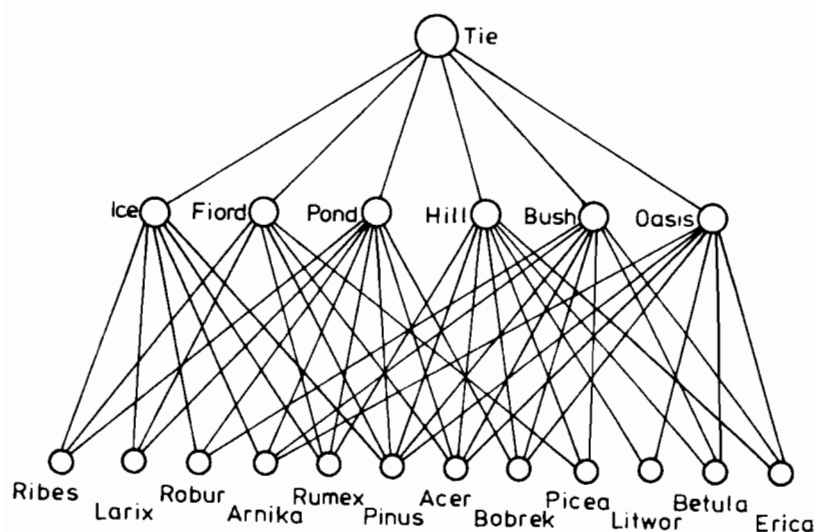 Tie
Ice Fiord Pond Hill Bush Oasis
Ribes Larix Robur Arnika Rumex Pinus Acer Bobrek Picea Litwor Betula Erica